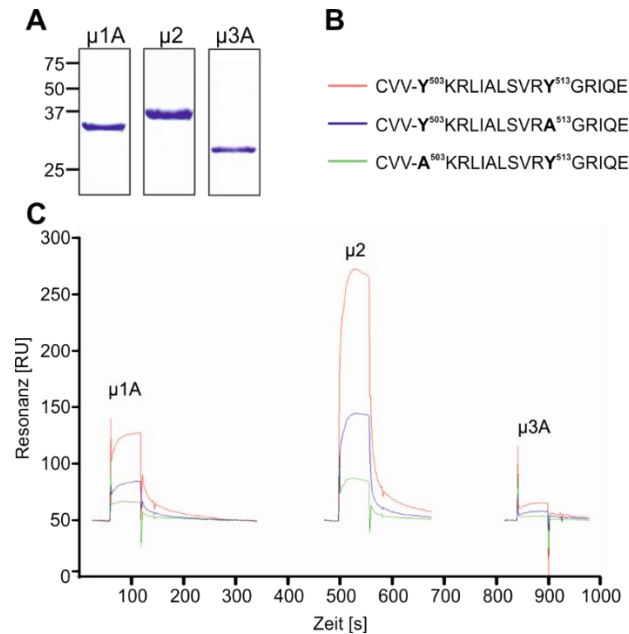 A
µ1A
µ2
µ3A
75
50
37
25
B
CVV-Y⁵⁰³KRLIALSVRY⁵¹³GRIQE
CVV-Y⁵⁰³KRLIALSVRA⁵¹³GRIQE
CVV-A⁵⁰³KRLIALSVRY⁵¹³GRIQE
C
300
250
200
150
100
50
0
Resonanz [RU]
µ1A
µ2
µ3A
100 200 300 400 500 600 700 800 900 1000
Zeit [s]